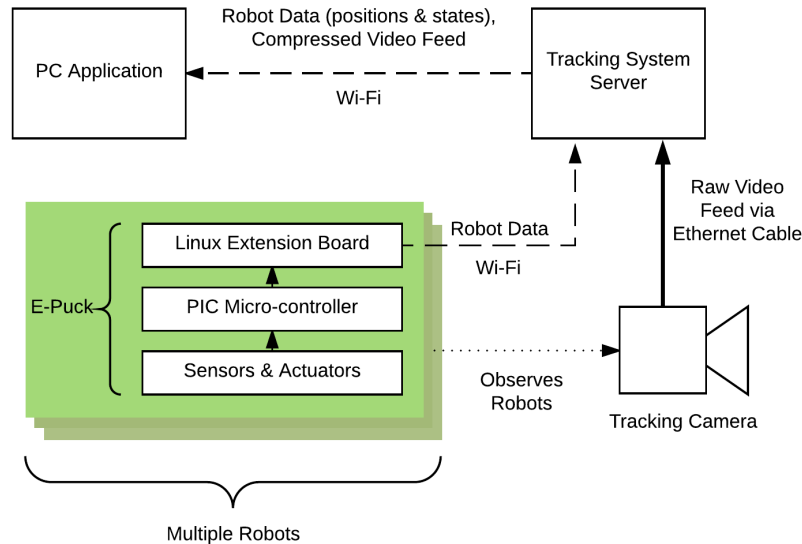 Robot Data (positions & states),
Compressed Video Feed
PC Application
Wi-Fi
Tracking System
Server
Raw Video
Feed via
Ethernet Cable
Linux Extension Board
Robot Data
Wi-Fi
E-Puck
PIC Micro-controller
Sensors & Actuators
Observes
Robots
Tracking Camera
Multiple Robots